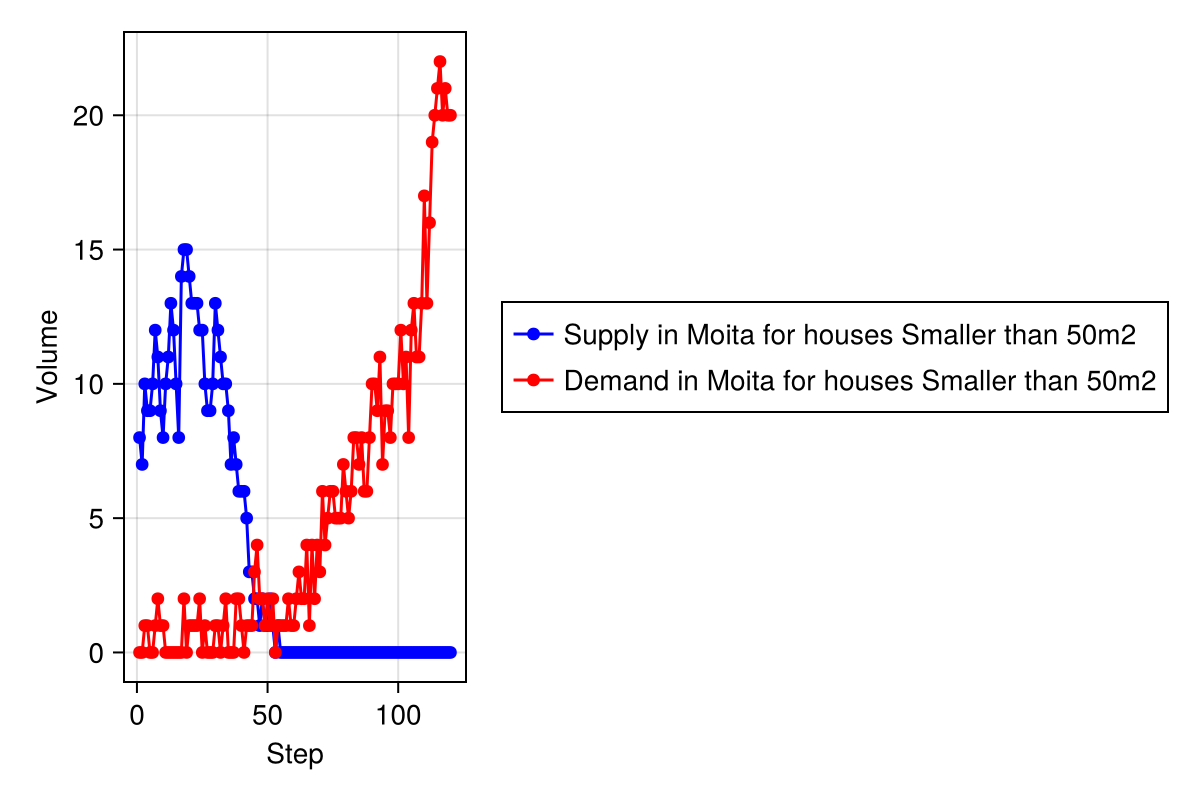 Volume
20
15
10
5
0
0 50 100
Step
Supply in Moita for houses Smaller than 50m2
Demand in Moita for houses Smaller than 50m2